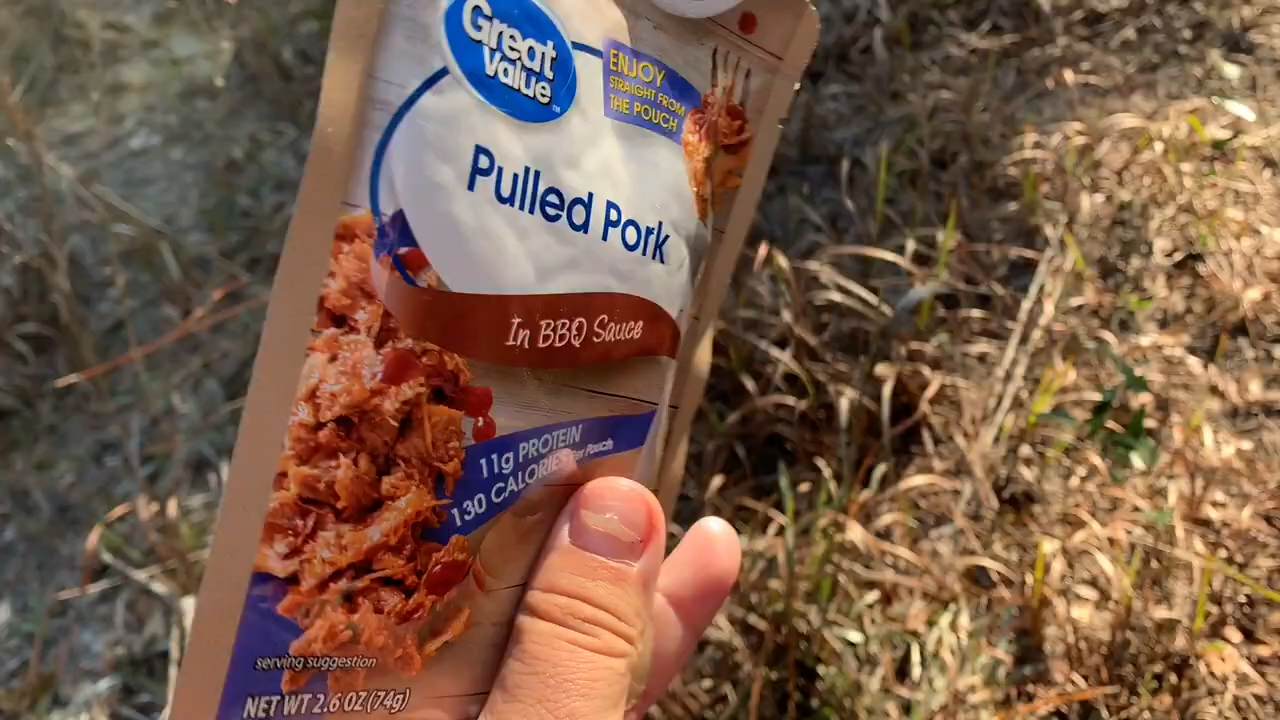 Great
Value™
ENJOY
STRAIGHT FROM
THE POUCH
Pulled Pork
In BBQ Sauce
11g PROTEIN
130 CALORIES Per Pouch
serving suggestion
NET WT 2.6 OZ (74g)